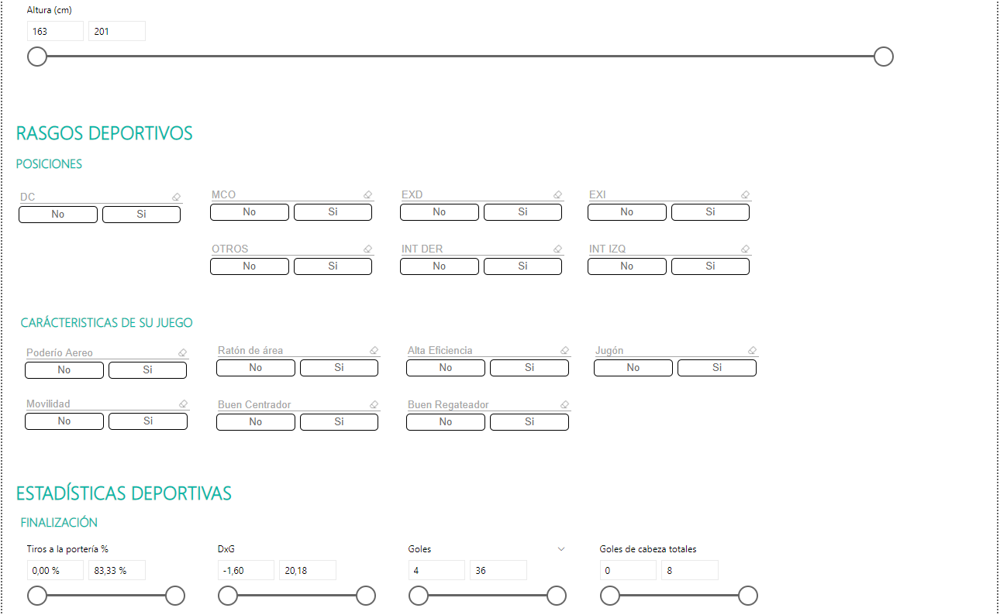 Altura (cm)
163 201
RASGOS DEPORTIVOS
POSICIONES
DC MCO EXD EXI
No Si No Si No Si No Si
OTROS INT DER INT IZQ
No Si No Si No Si
CARÁCTERISTICAS DE SU JUEGO
Poderío Aereo Ratón de área Alta Eficiencia Jugón
No Si No Si No Si No Si
Movilidad Buen Centrador Buen Regateador
No Si No Si No Si
ESTADÍSTICAS DEPORTIVAS
FINALIZACIÓN
Tiros a la portería % DxG Goles Goles de cabeza totales
0,00 % 83,33 % -1,60 20,18 4 36 0 8